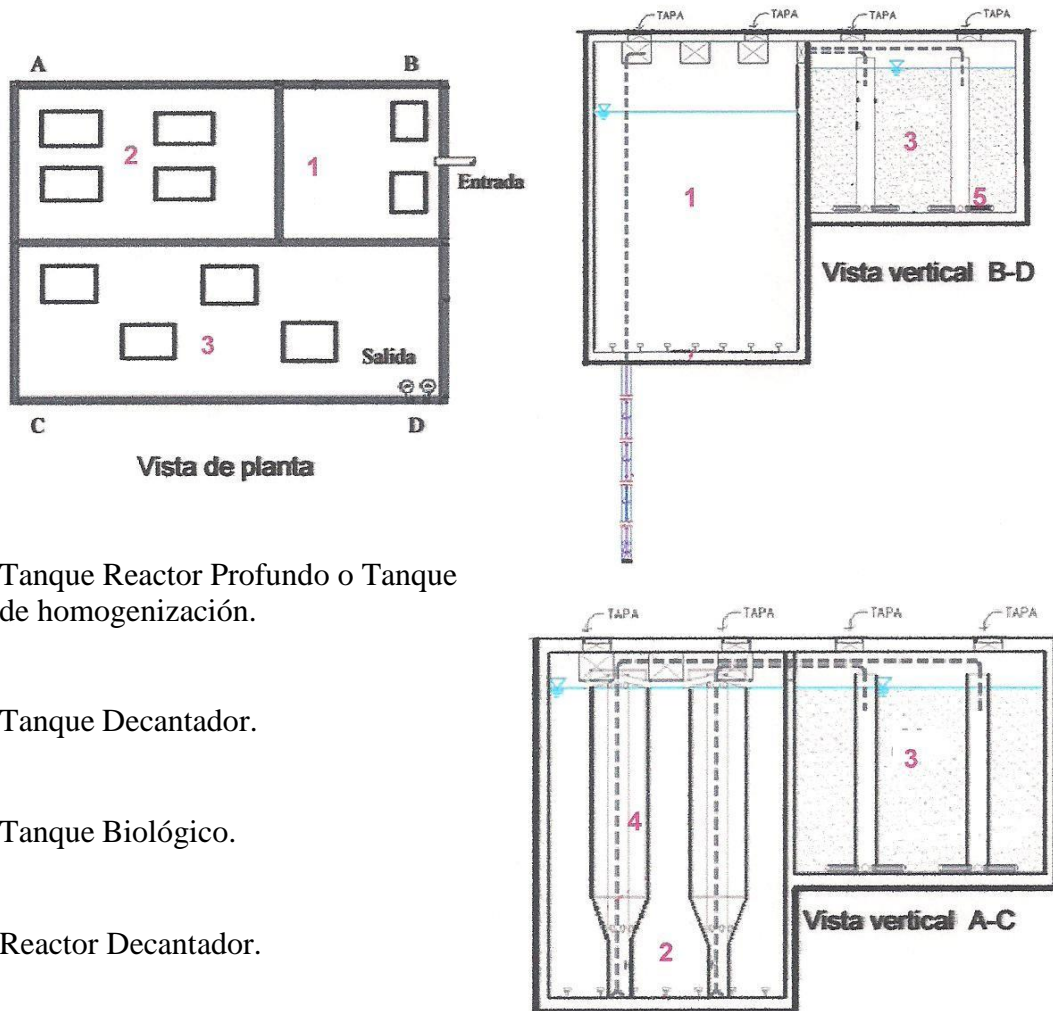 A
B
2
1
Entrada
3
Salida
C
D
Vista de planta
TAPA
TAPA
TAPA
TAPA
1
3
5
Vista vertical B-D
Tanque Reactor Profundo o Tanque
de homogenización.
Tanque Decantador.
Tanque Biológico.
Reactor Decantador.
TAPA
TAPA
TAPA
TAPA
4
3
2
Vista vertical A-C